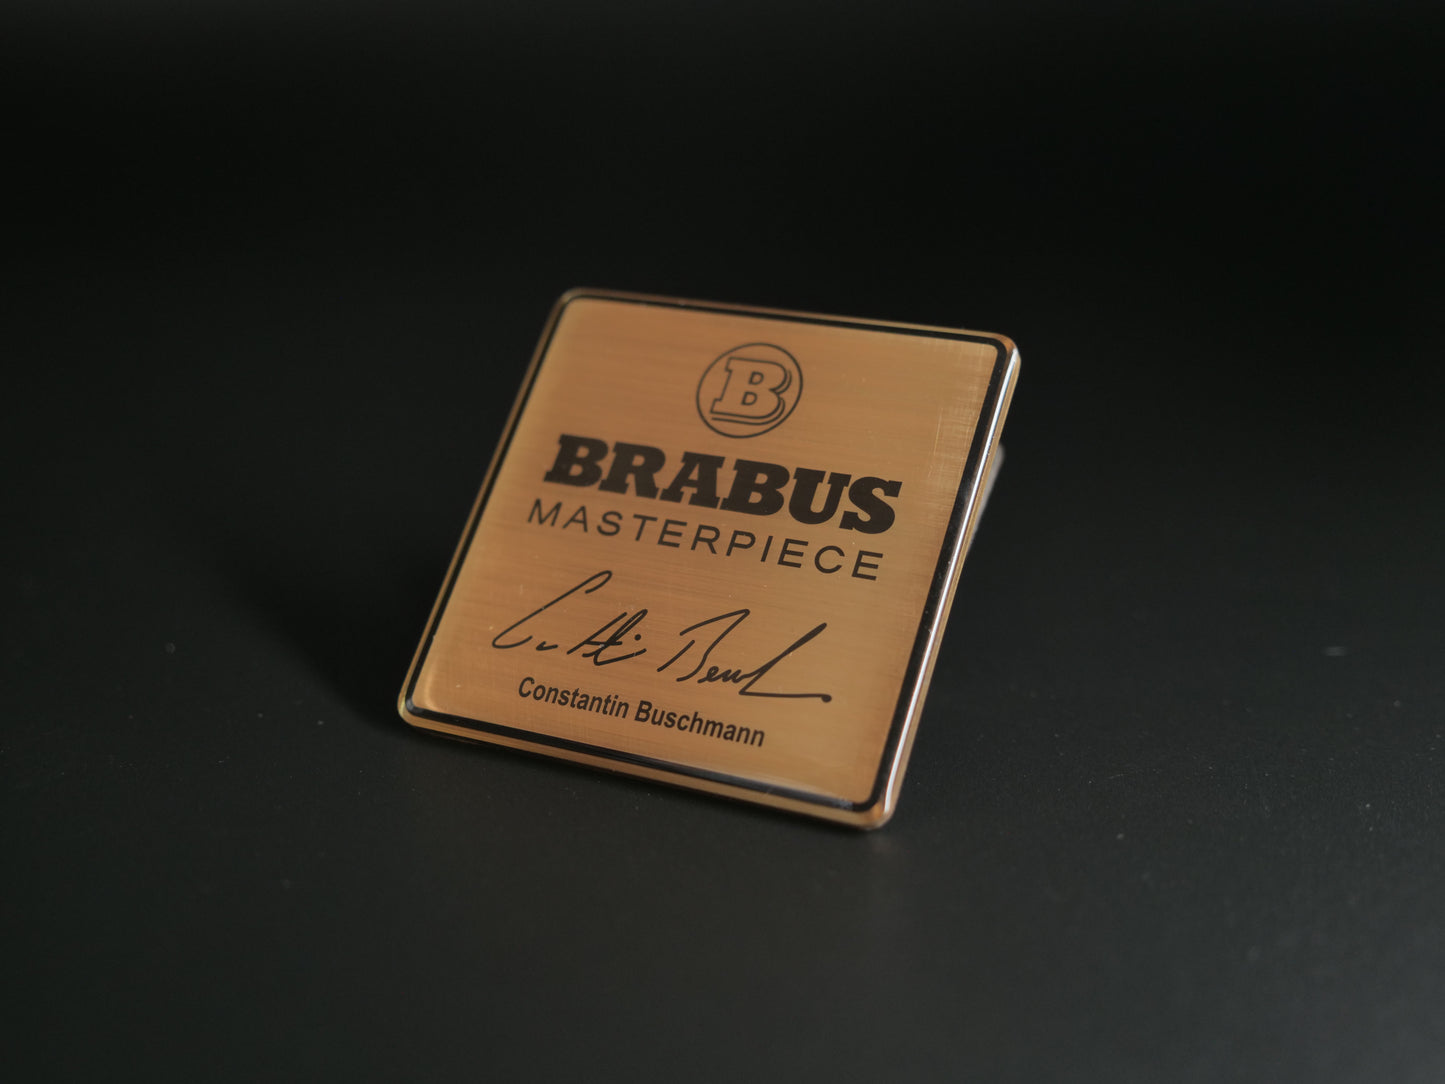 B
BRABUS
MASTERPIECE
Constantin Buschmann